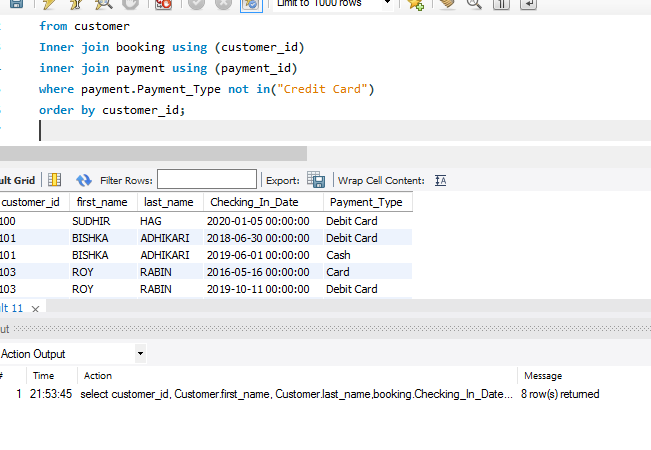 Limit to 1000 rows
from customer
Inner join booking using (customer_id)
inner join payment using (payment_id)
where payment.Payment_Type not in("Credit Card")
order by customer_id;
ult Grid Filter Rows: Export: Wrap Cell Content:
customer_id first_name last_name Checking_In_Date Payment_Type
100 SUDHIR HAG 2020-01-05 00:00:00 Debit Card
101 BISHKA ADHIKARI 2018-06-30 00:00:00 Debit Card
101 BISHKA ADHIKARI 2019-06-01 00:00:00 Cash
103 ROY RABIN 2016-05-16 00:00:00 Card
103 ROY RABIN 2019-10-11 00:00:00 Debit Card
ult 11 ×
ut
Action Output
# Time Action Message
1 21:53:45 select customer_id, Customer.first_name, Customer.last_name,booking.Checking_In_Date... 8 row(s) returned